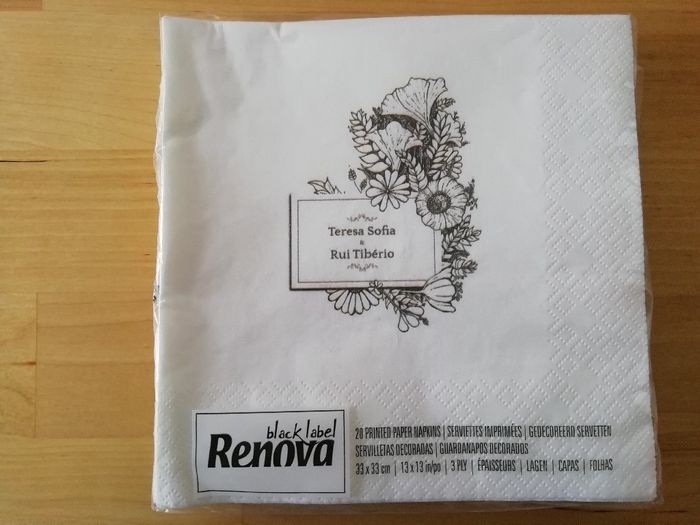 Teresa Sofia
&
Rui Tibério
black label
Renova
20 PRINTED PAPER NAPKINS | SERVIETTES IMPRIMÉES | GEDECOREERD SERVETTEN
SERVILLETAS DECORADAS | GUARDANAPOS DECORADOS
33 x 33 cm | 13 x 13 in/po | 3 PLY | ÉPAISSEURS | LAGEN | CAPAS | FOLHAS